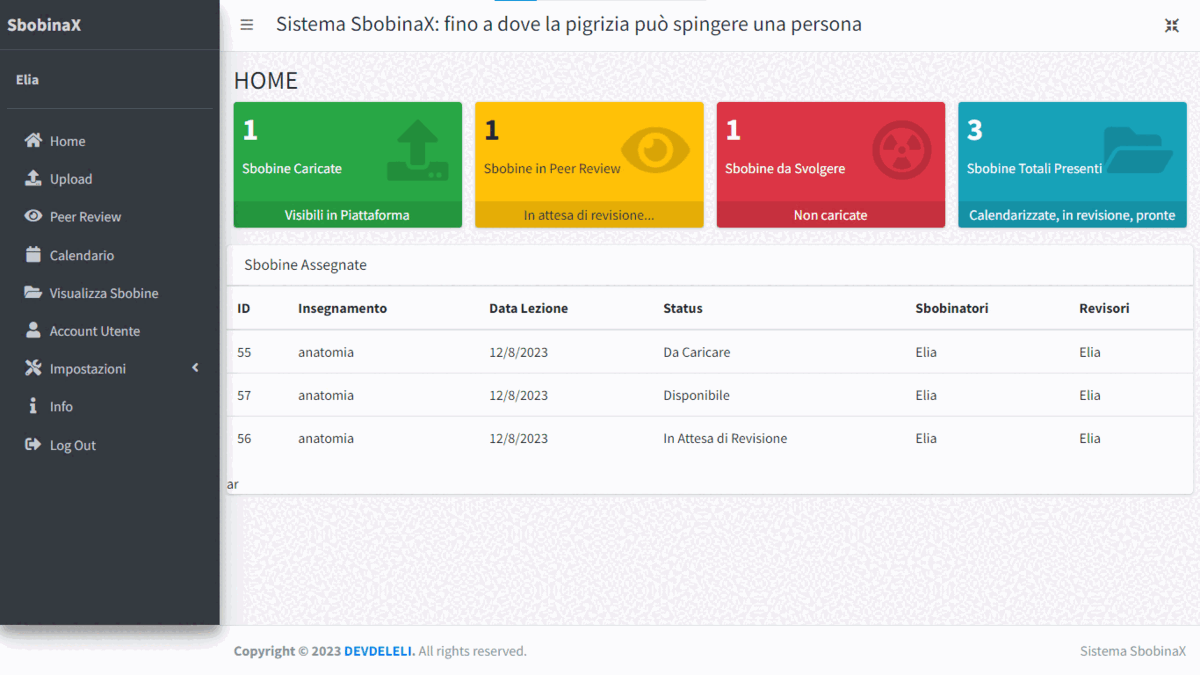 SbobinaX
Sistema SbobinaX: fino a dove la pigrizia può spingere una persona
Elia
Home
Upload
Peer Review
Calendario
Visualizza Sbobine
Account Utente
Impostazioni
Info
Log Out
HOME
1
Sbobine Caricate
Visibili in Piattaforma
1
Sbobine in Peer Review
In attesa di revisione...
1
Sbobine da Svolgere
Non caricate
3
Sbobine Totali Presenti
Calendarizzate, in revisione, pronte
Sbobine Assegnate
ID Insegnamento Data Lezione Status Sbobinatori Revisori
55 anatomia 12/8/2023 Da Caricare Elia Elia
57 anatomia 12/8/2023 Disponibile Elia Elia
56 anatomia 12/8/2023 In Attesa di Revisione Elia Elia
ar
Copyright © 2023 DEVDELELI. All rights reserved.
Sistema SbobinaX